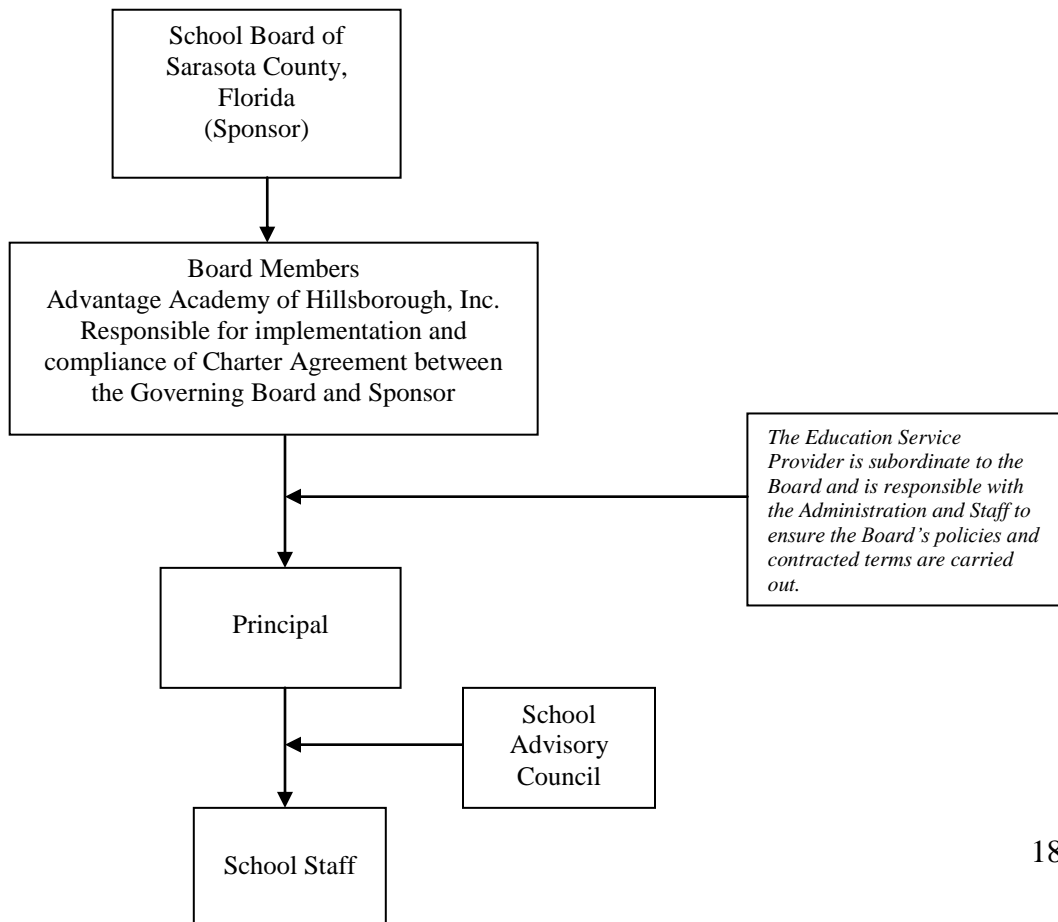 School Board of
Sarasota County,
Florida
(Sponsor)
Board Members
Advantage Academy of Hillsborough, Inc.
Responsible for implementation and
compliance of Charter Agreement between
the Governing Board and Sponsor
The Education Service
Provider is subordinate to the
Board and is responsible with
the Administration and Staff to
ensure the Board’s policies and
contracted terms are carried
out.
Principal
School
Advisory
Council
School Staff
18